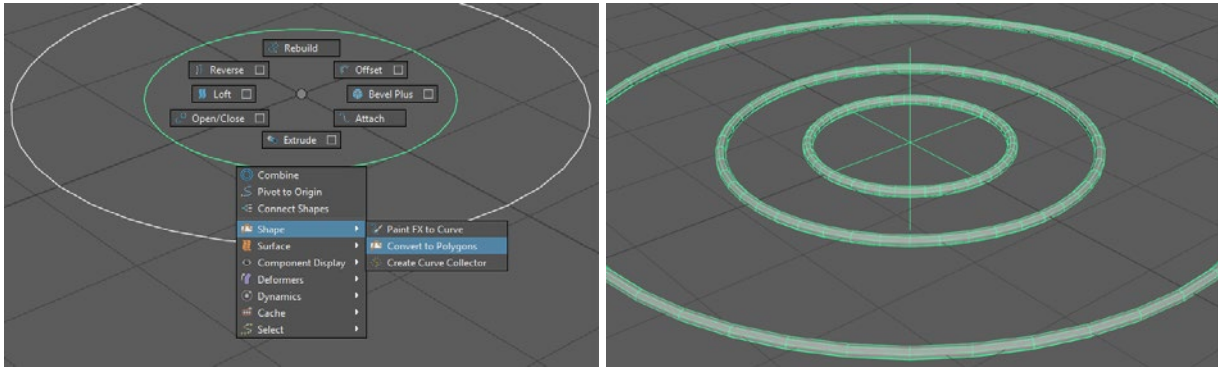 Rebuild
Reverse
Offset
Loft
Bevel Plus
Open/Close
Attach
Extrude
Combine
Pivot to Origin
Connect Shapes
Shape
Surface
Component Display
Deformers
Dynamics
Cache
Select
Paint FX to Curve
Convert to Polygons
Create Curve Collector